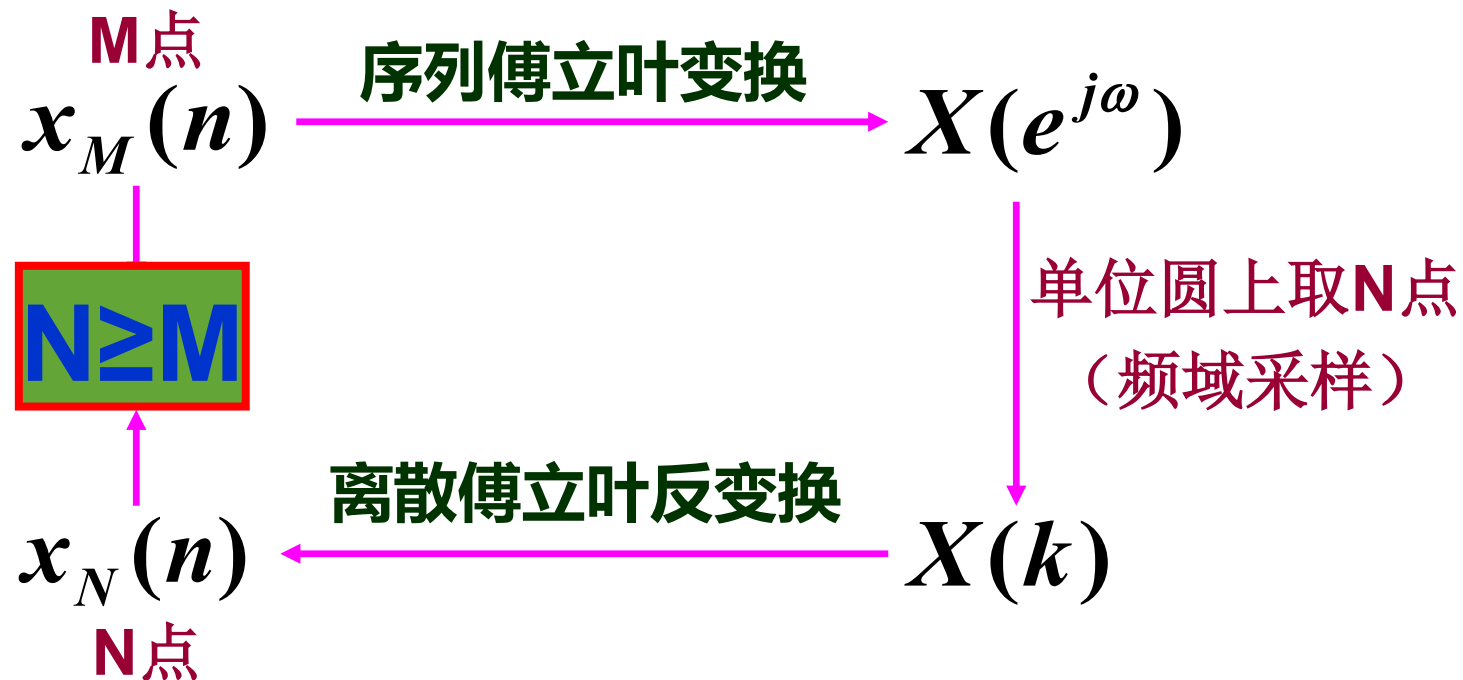 M点
x_M(n)
序列傅立叶变换
X(e^{jω})
N≥M
单位圆上取N点
（频域采样）
离散傅立叶反变换
x_N(n)
X(k)
N点